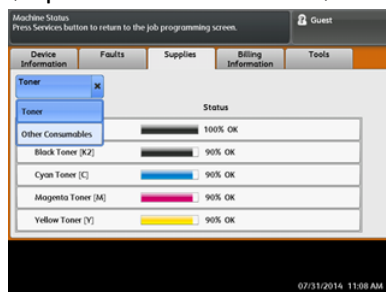 Machine Status
Press Services button to return to the job programming screen.
Guest
Device Information
Faults
Supplies
Billing Information
Tools
Toner
Status
Toner
100% OK
Other Consumables
Black Toner [K2] 90% OK
Cyan Toner [C] 90% OK
Magenta Toner [M] 90% OK
Yellow Toner [Y] 90% OK
07/31/2014 11:08 AM